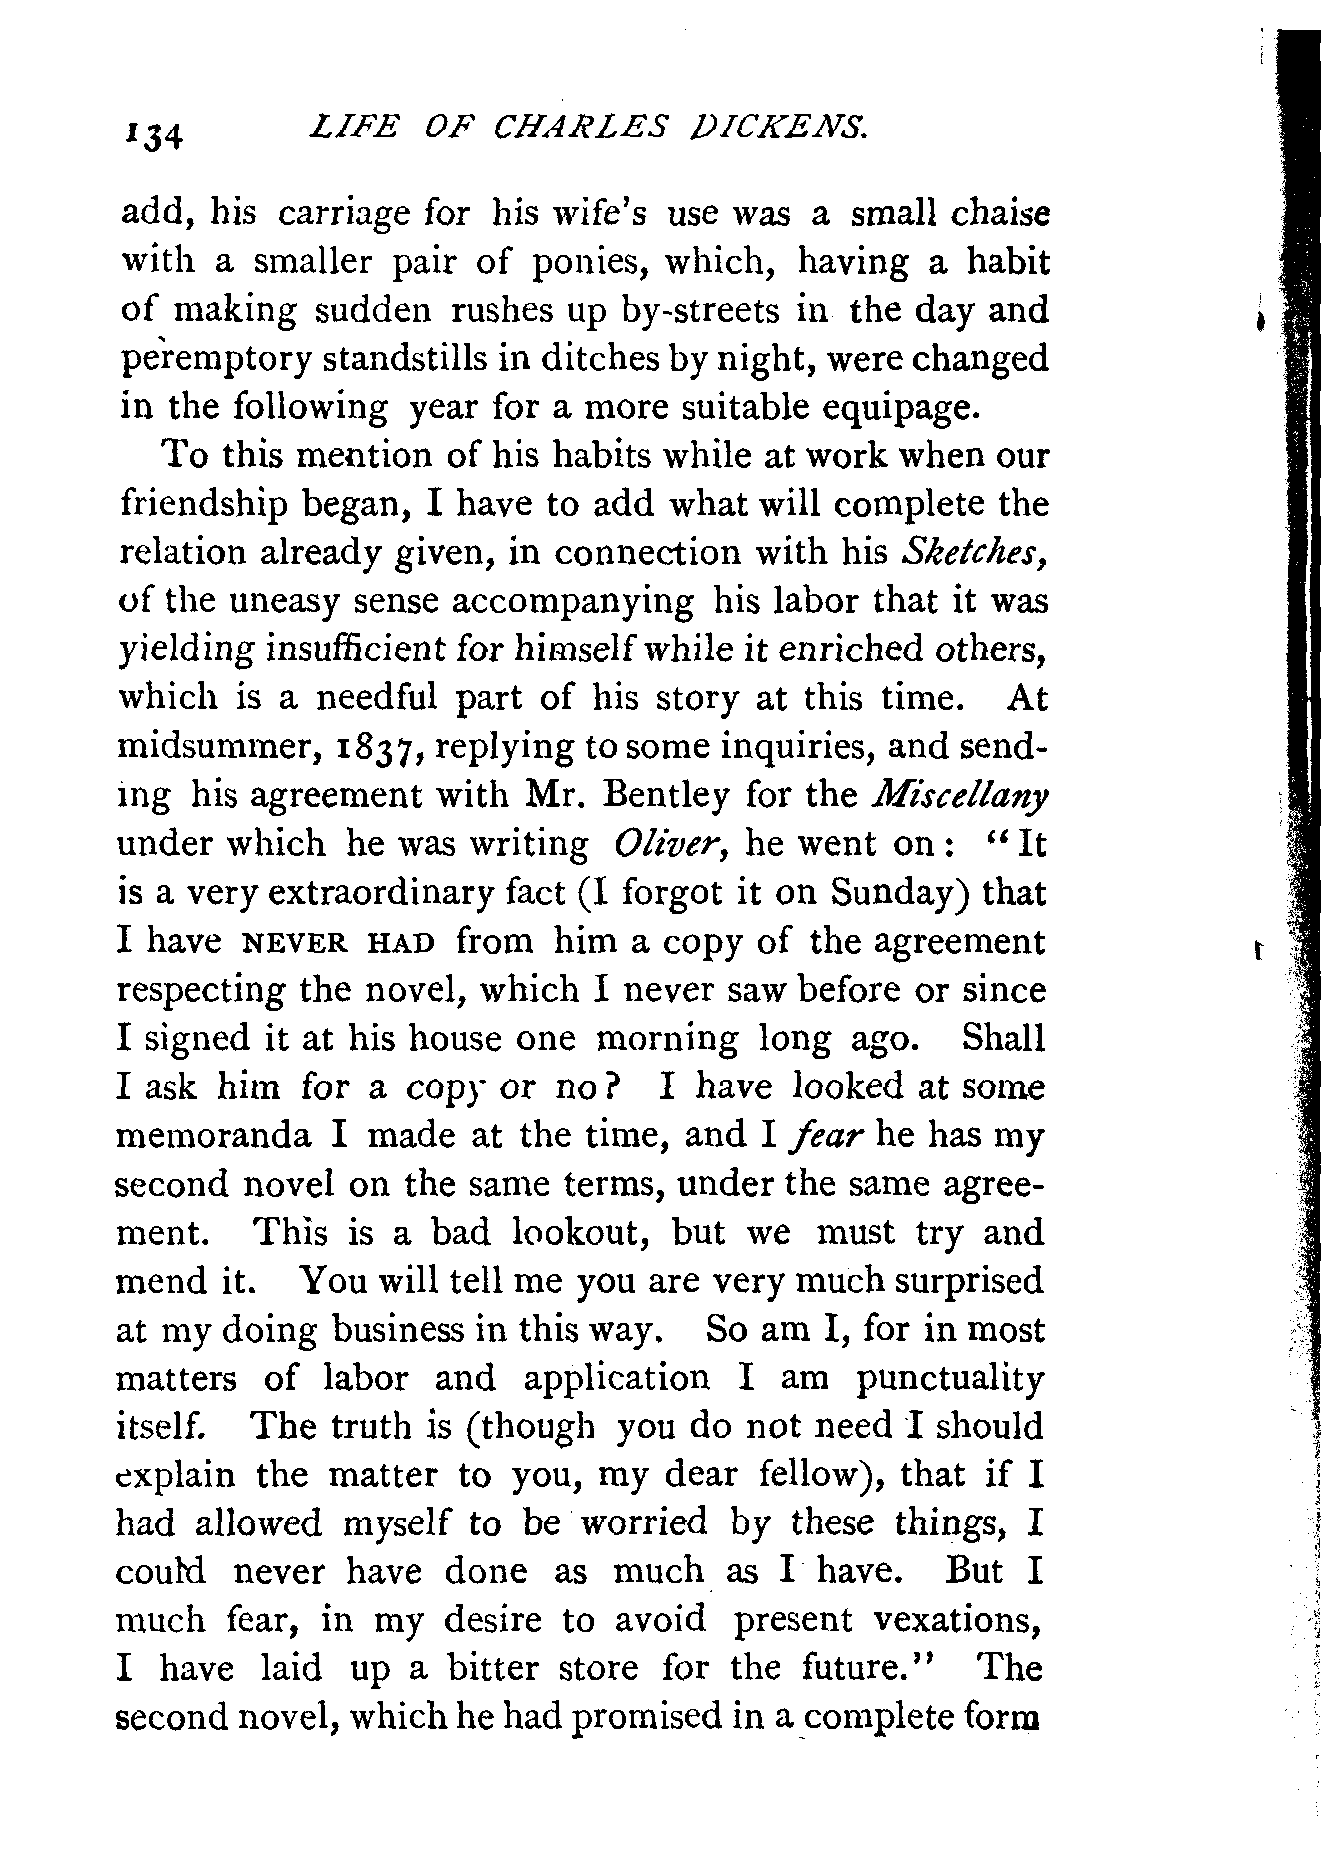 134 LIFE OF CHARLES DICKENS.
add, his carriage for his wife's use was a small chaise
with a smaller pair of ponies, which, having a habit
of making sudden rushes up by-streets in the day and
peremptory standstills in ditches by night, were changed
in the following year for a more suitable equipage.
To this mention of his habits while at work when our
friendship began, I have to add what will complete the
relation already given, in connection with his Sketches,
of the uneasy sense accompanying his labor that it was
yielding insufficient for himself while it enriched others,
which is a needful part of his story at this time. At
midsummer, 1837, replying to some inquiries, and send-
ing his agreement with Mr. Bentley for the Miscellany
under which he was writing Oliver, he went on: "It
is a very extraordinary fact (I forgot it on Sunday) that
I have NEVER HAD from him a copy of the agreement
respecting the novel, which I never saw before or since
I signed it at his house one morning long ago. Shall
I ask him for a copy or no? I have looked at some
memoranda I made at the time, and I fear he has my
second novel on the same terms, under the same agree-
ment. This is a bad lookout, but we must try and
mend it. You will tell me you are very much surprised
at my doing business in this way. So am I, for in most
matters of labor and application I am punctuality
itself. The truth is (though you do not need I should
explain the matter to you, my dear fellow), that if I
had allowed myself to be worried by these things, I
could never have done as much as I have. But I
much fear, in my desire to avoid present vexations,
I have laid up a bitter store for the future." The
second novel, which he had promised in a complete form